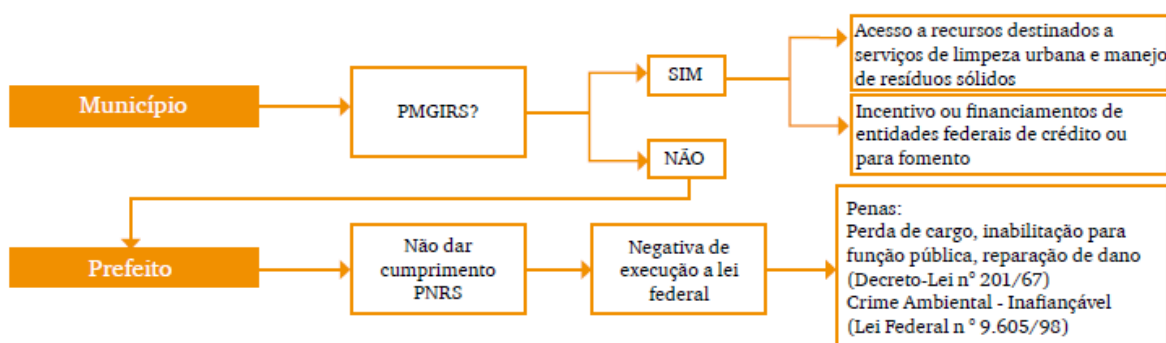 Município
PMGIRS?
SIM
NÃO
Acesso a recursos destinados a
serviços de limpeza urbana e manejo
de resíduos sólidos
Incentivo ou financiamentos de
entidades federais de crédito ou
para fomento
Prefeito
Não dar
cumprimento
PNRS
Negativa de
execução a lei
federal
Penas:
Perda de cargo, inabilitação para
função pública, reparação de dano
(Decreto-Lei nº 201/67)
Crime Ambiental - Inafiançável
(Lei Federal n ° 9.605/98)